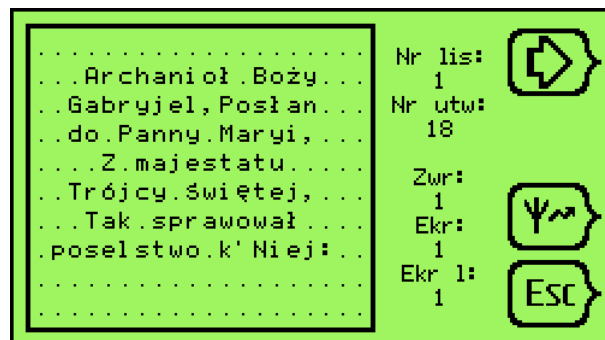 Archanioł.Boży
Gabryjel,Posłan
do.Panny.Maryi,
Z.majestatu
Trójcy.Świętej,
Tak.sprawował
poselstwo.k'Niej:
Nr lis:
1
Nr utw:
18
Zwr:
1
Ekr:
1
Ekr l:
1
Esc